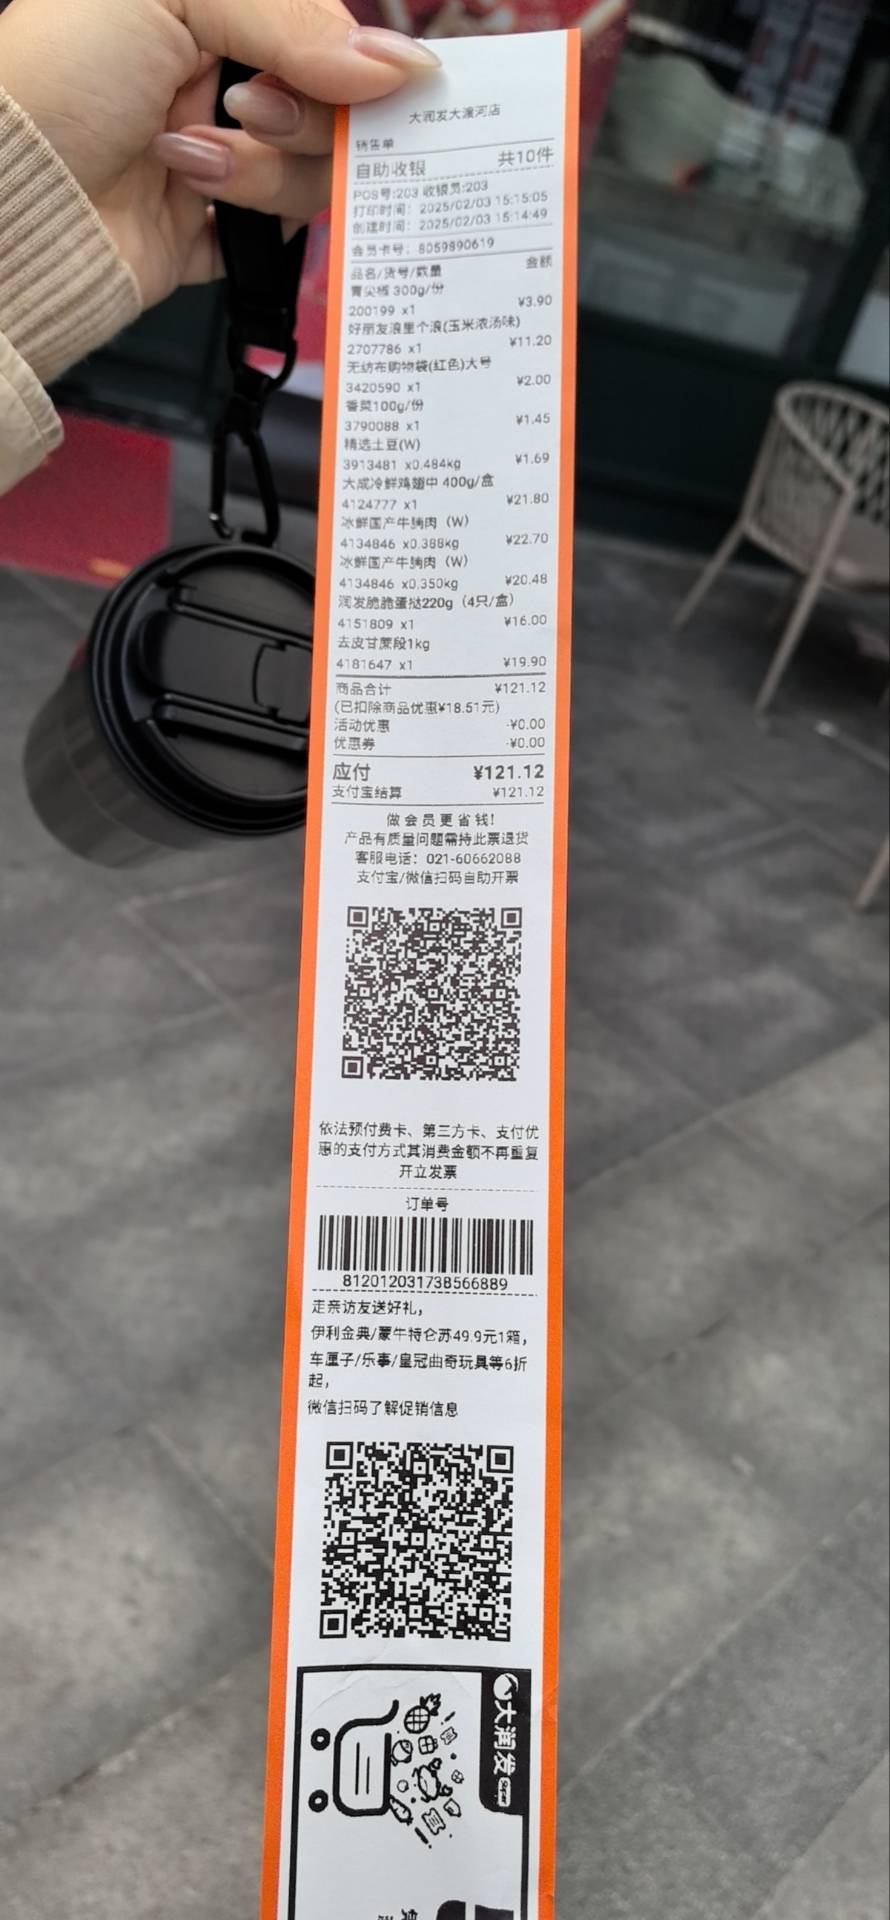 大润发大渡河店
销售单
自助收银 共10件
POS号:203 收银员:203
打印时间: 2025/02/03 15:15:05
创建时间: 2025/02/03 15:14:49
会员卡号: 8059890619
品名/货号/数量 金额
青尖椒 300g/份
200199 x1 ¥3.90
好丽友浪里个浪(玉米浓汤味)
2707786 x1 ¥11.20
无纺布购物袋(红色)大号
3420590 x1 ¥2.00
香菜100g/份
3790088 x1 ¥1.45
精选土豆(W)
3913481 x0.484kg ¥1.69
大成冷鲜鸡翅中 400g/盒
4124777 x1 ¥21.80
冰鲜国产牛腩肉（W）
4134846 x0.388kg ¥22.70
冰鲜国产牛腩肉（W）
4134846 x0.350kg ¥20.48
润发脆脆蛋挞220g（4只/盒）
4151809 x1 ¥16.00
去皮甘蔗段1kg
4181647 x1 ¥19.90
商品合计 ¥121.12
(已扣除商品优惠¥18.51元)
活动优惠 -¥0.00
优惠券 -¥0.00
应付 ¥121.12
支付宝结算 ¥121.12
做会员更省钱!
产品有质量问题需持此票退货
客服电话: 021-60662088
支付宝/微信扫码自助开票
依法预付费卡、第三方卡、支付优
惠的支付方式其消费金额不再重复
开立发票
订单号
812012031738566889
走亲访友送好礼，
伊利金典/蒙牛特仑苏49.9元1箱，
车厘子/乐事/皇冠曲奇玩具等6折
起，
微信扫码了解促销信息
大润发